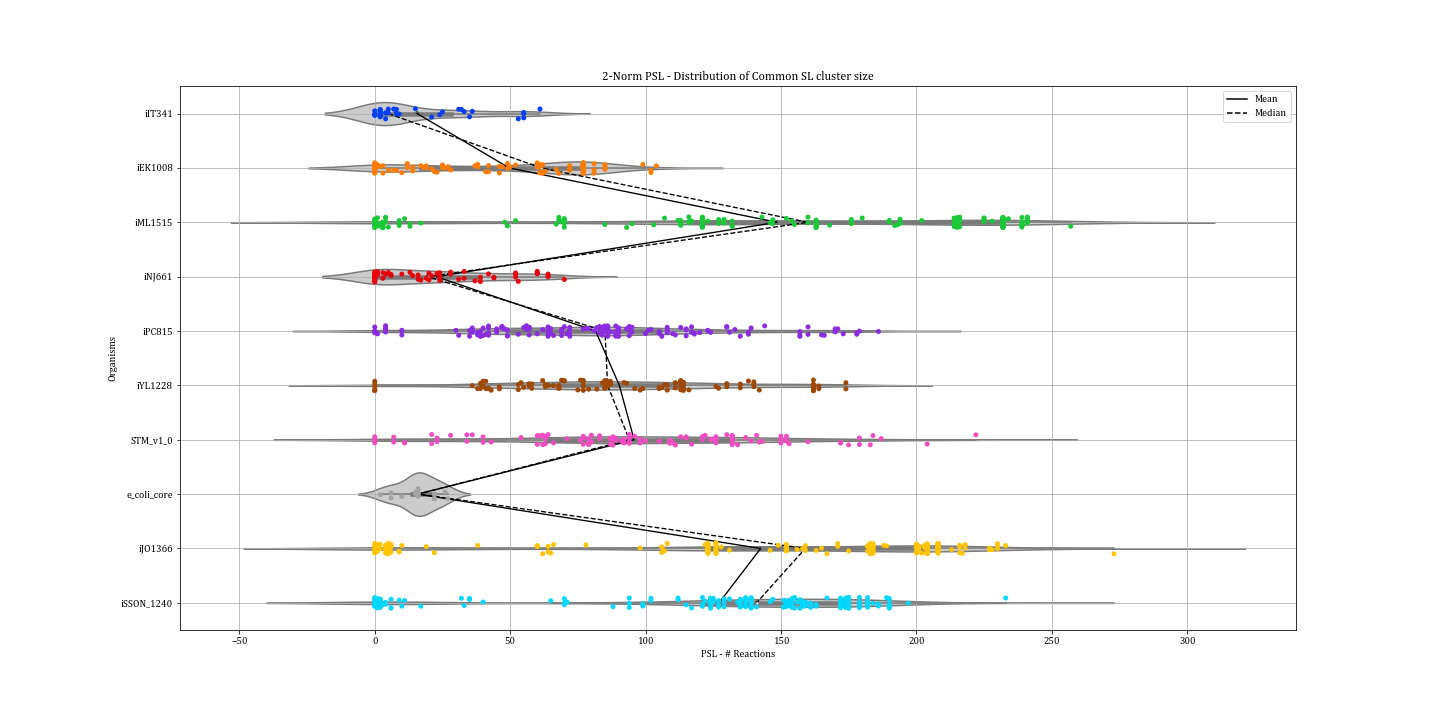 2-Norm PSL - Distribution of Common SL cluster size
Mean
Median
iIT341
iEK1008
iML1515
iNJ661
iPC815
iYL1228
STM_v1_0
e_coli_core
iJO1366
iSSON_1240
Organisms
−50
0
50
100
150
200
250
300
PSL - # Reactions